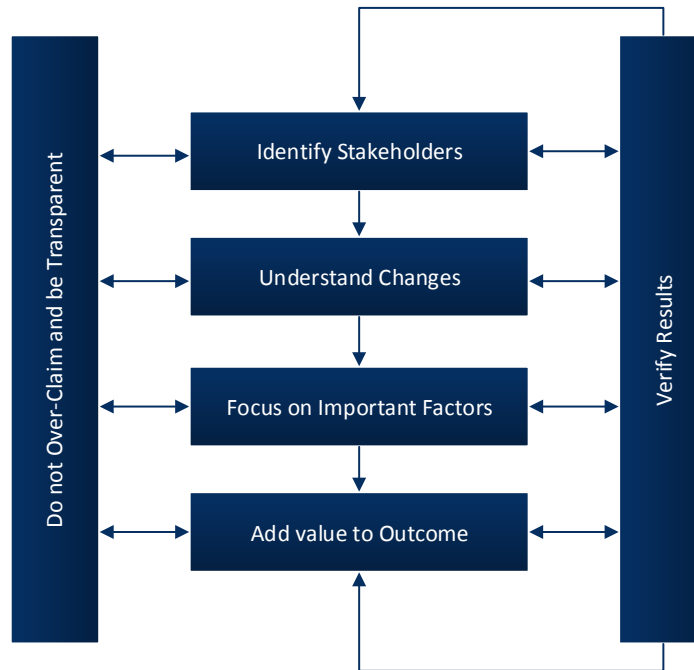 Do not Over-Claim and be Transparent
Identify Stakeholders
Understand Changes
Focus on Important Factors
Add value to Outcome
Verify Results